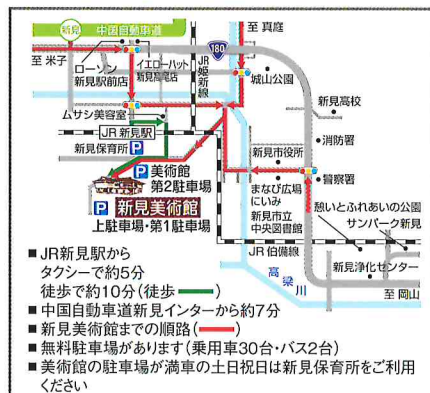 新見
中国自動車道
至 真庭
180
至 米子
ローソン
新見駅前店
イエローハット
新見高尾店
JR姫新線
城山公園
ムサシ美容室
新見高校
JR 新見駅
消防署
新見保育所 P
新見市役所
P 美術館
第2駐車場
まなび広場
にいみ
警察署
新見美術館
P 上駐車場・第1駐車場
新見市立
中央図書館
憩いとふれあいの公園
サンパーク新見
JR 伯備線
新見浄化センター
高梁川
至 岡山
■ JR新見駅から
タクシーで約5分
徒歩で約10分(徒歩 )
■ 中国自動車道新見インターから約7分
■ 新見美術館までの順路( )
■ 無料駐車場があります(乗用車30台・バス2台)
■ 美術館の駐車場が満車の土日祝日は新見保育所をご利用
ください